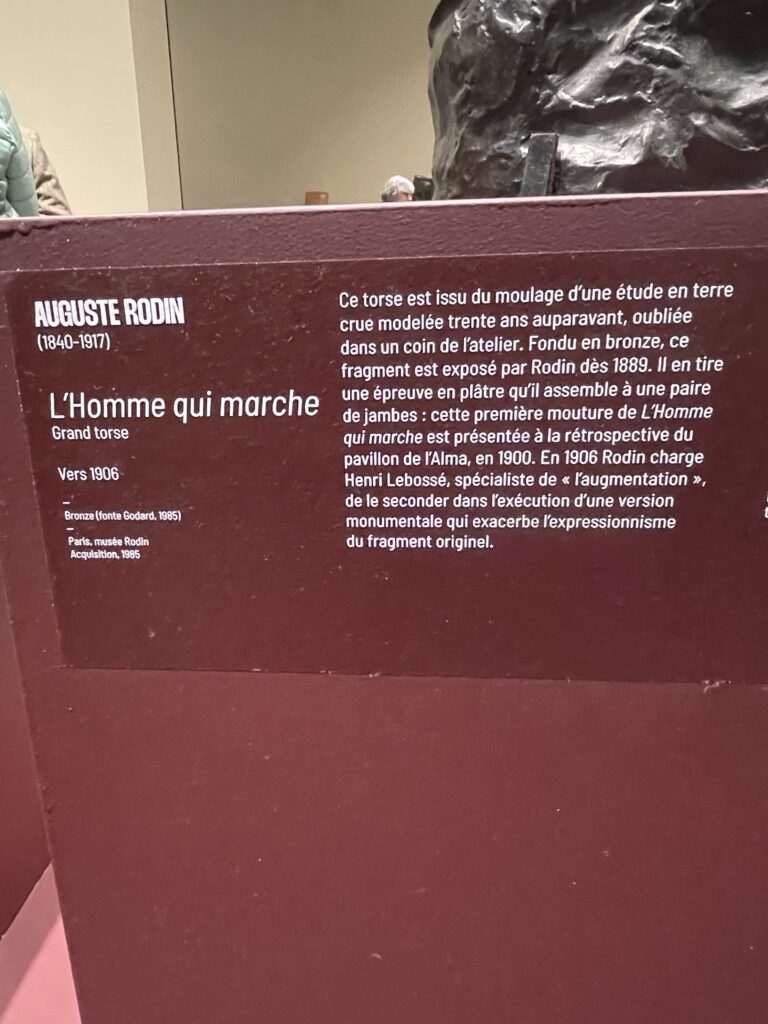 AUGUSTE RODIN
(1840-1917)
L'Homme qui marche
Grand torse
Vers 1906
–
Bronze (fonte Godard, 1985)
–
Paris, musée Rodin
Acquisition, 1985
Ce torse est issu du moulage d'une étude en terre
crue modelée trente ans auparavant, oubliée
dans un coin de l'atelier. Fondu en bronze, ce
fragment est exposé par Rodin dès 1889. Il en tire
une épreuve en plâtre qu'il assemble à une paire
de jambes : cette première mouture de L'Homme
qui marche est présentée à la rétrospective du
pavillon de l'Alma, en 1900. En 1906 Rodin charge
Henri Lebossé, spécialiste de « l'augmentation »,
de le seconder dans l'exécution d'une version
monumentale qui exacerbe l'expressionnisme
du fragment originel.